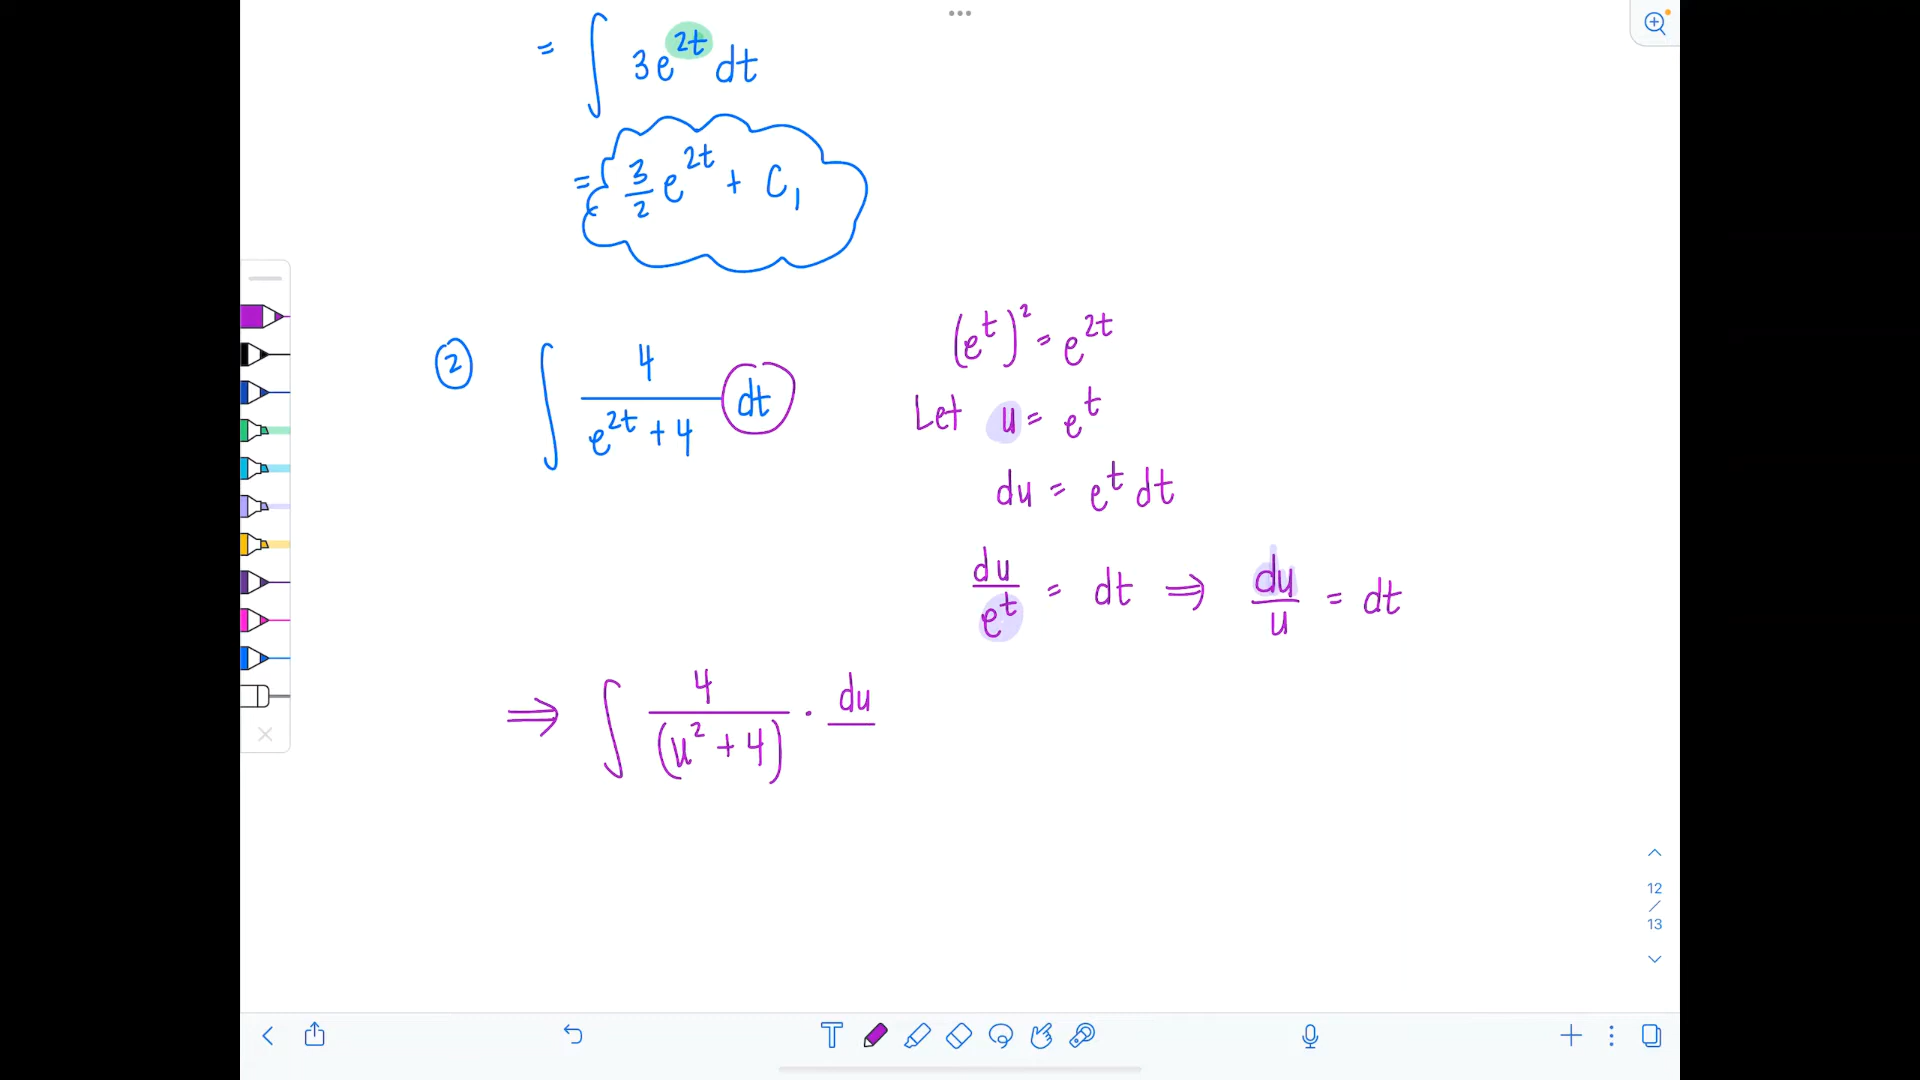 = ∫ 3e^{2t} dt
= 3/2 e^{2t} + C₁
② ∫ 4/(e^{2t} + 4) dt
(e^t)² = e^{2t}
Let u = e^t
du = e^t dt
du/e^t = dt ⇒ du/u = dt
⇒ ∫ 4/(u² + 4) · du
12
/
13
T